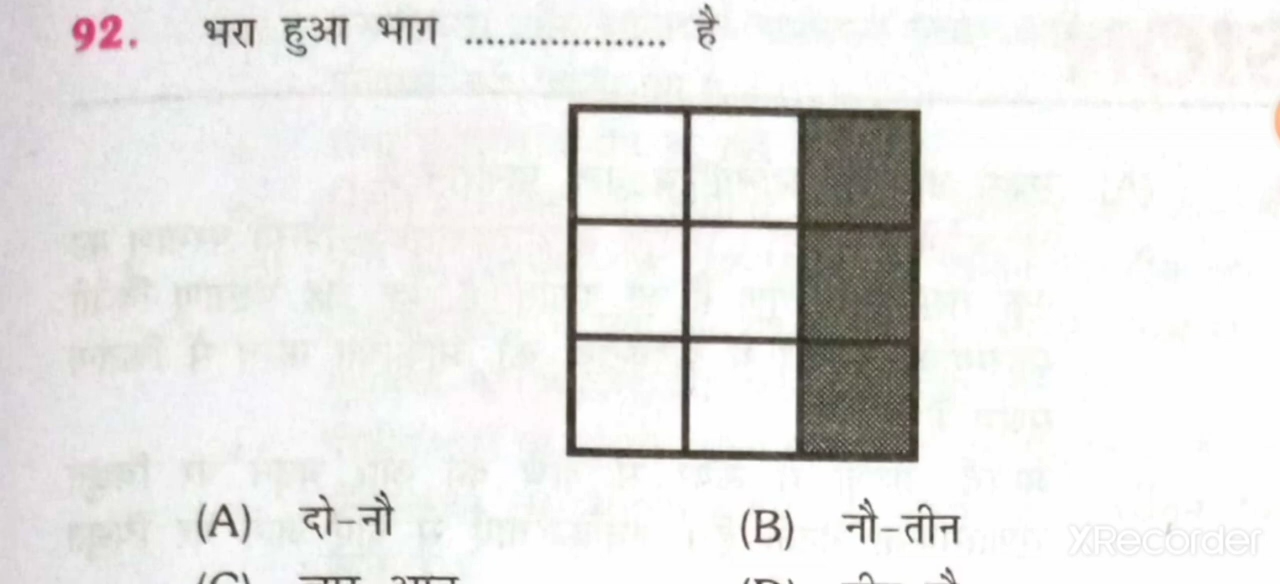 92. भरा हुआ भाग ................... है
(A) दो-नौ (B) नौ-तीन
XRecorder
(C) (D)